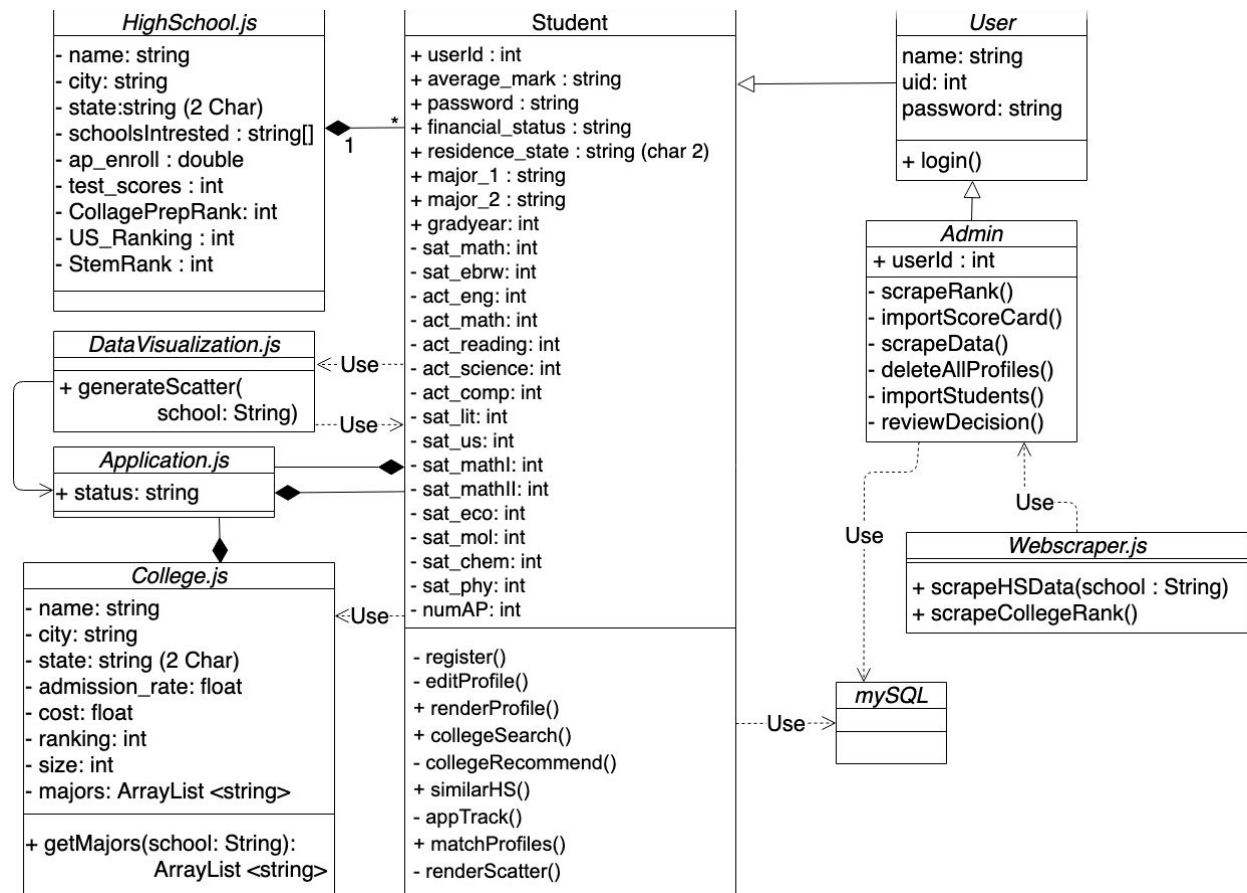 HighSchool.js
- name: string
- city: string
- state:string (2 Char)
- schoolsIntrested : string[]
- ap_enroll : double
- test_scores : int
- CollagePrepRank: int
- US_Ranking : int
- StemRank : int
1
*
DataVisualization.js
+ generateScatter(
school: String)
Use
Use
Application.js
+ status: string
College.js
- name: string
- city: string
- state: string (2 Char)
- admission_rate: float
- cost: float
- ranking: int
- size: int
- majors: ArrayList <string>
+ getMajors(school: String):
ArrayList <string>
Use
Student
+ userId : int
+ average_mark : string
+ password : string
+ financial_status : string
+ residence_state : string (char 2)
+ major_1 : string
+ major_2 : string
+ gradyear: int
- sat_math: int
- sat_ebrw: int
- act_eng: int
- act_math: int
- act_reading: int
- act_science: int
- act_comp: int
- sat_lit: int
- sat_us: int
- sat_mathI: int
- sat_mathII: int
- sat_eco: int
- sat_mol: int
- sat_chem: int
- sat_phy: int
- numAP: int
- register()
- editProfile()
+ renderProfile()
+ collegeSearch()
- collegeRecommend()
+ similarHS()
- appTrack()
+ matchProfiles()
- renderScatter()
User
name: string
uid: int
password: string
+ login()
Admin
+ userId : int
- scrapeRank()
- importScoreCard()
- scrapeData()
- deleteAllProfiles()
- importStudents()
- reviewDecision()
Use
Use
Webscraper.js
+ scrapeHSData(school : String)
+ scrapeCollegeRank()
mySQL
Use